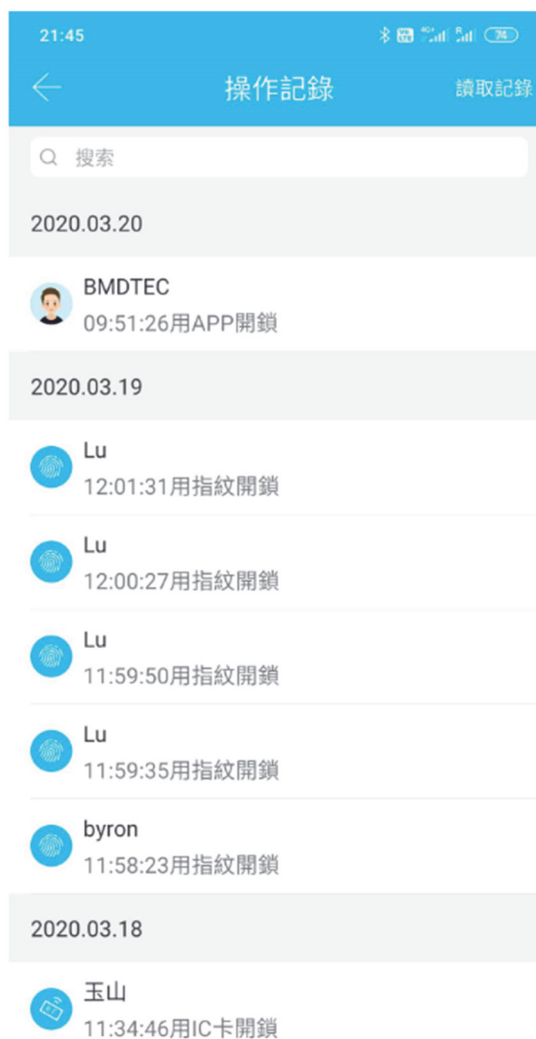 21:45
74
操作記錄
讀取記錄
搜索
2020.03.20
BMDTEC
09:51:26用APP開鎖
2020.03.19
Lu
12:01:31用指紋開鎖
Lu
12:00:27用指紋開鎖
Lu
11:59:50用指紋開鎖
Lu
11:59:35用指紋開鎖
byron
11:58:23用指紋開鎖
2020.03.18
玉山
11:34:46用IC卡開鎖